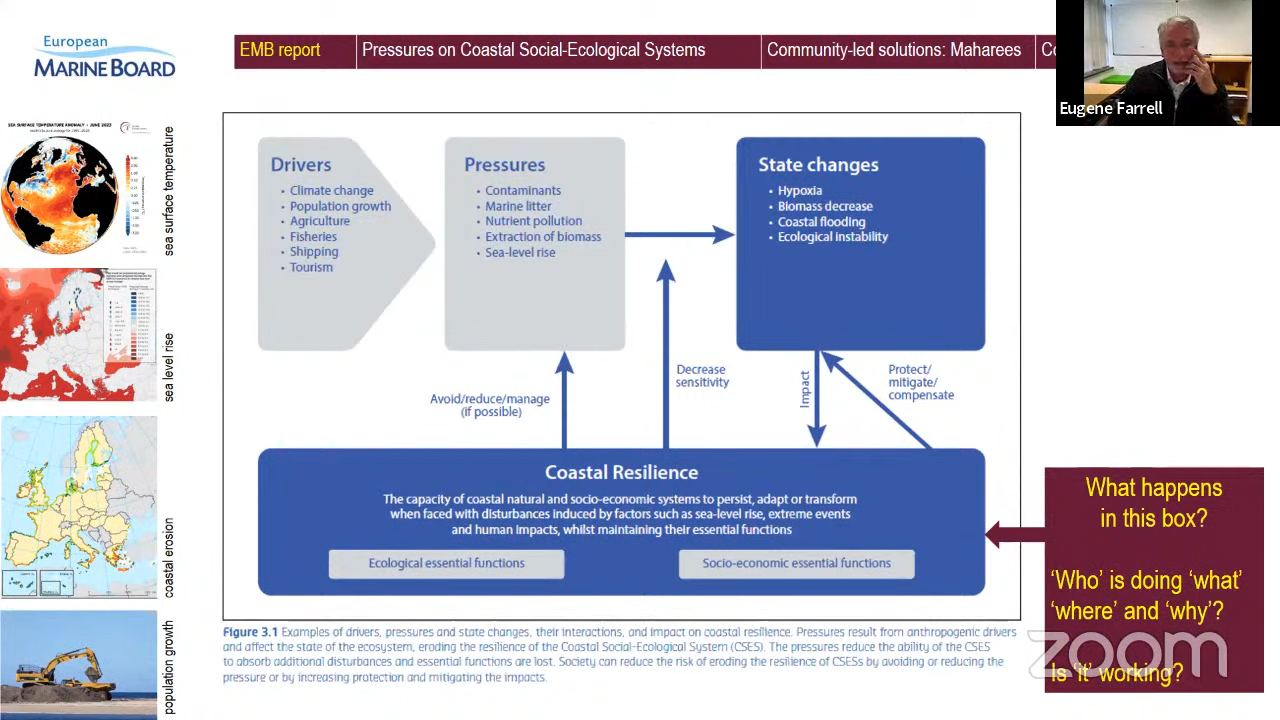 European
MARINE BOARD
EMB report
Pressures on Coastal Social-Ecological Systems
Community-led solutions: Maharees
Eugene Farrell
SEA SURFACE TEMPERATURE ANOMALY • JUNE 2023
sea surface temperature
sea level rise
coastal erosion
population growth
Drivers
• Climate change
• Population growth
• Agriculture
• Fisheries
• Shipping
• Tourism
Pressures
• Contaminants
• Marine litter
• Nutrient pollution
• Extraction of biomass
• Sea-level rise
State changes
• Hypoxia
• Biomass decrease
• Coastal flooding
• Ecological instability
Avoid/reduce/manage
(if possible)
Decrease
sensitivity
Impact
Protect/
mitigate/
compensate
Coastal Resilience
The capacity of coastal natural and socio-economic systems to persist, adapt or transform
when faced with disturbances induced by factors such as sea-level rise, extreme events
and human impacts, whilst maintaining their essential functions
Ecological essential functions
Socio-economic essential functions
What happens
in this box?
‘Who’ is doing ‘what’
‘where’ and ‘why’?
Is ‘it’ working?
zoom
Figure 3.1 Examples of drivers, pressures and state changes, their interactions, and impact on coastal resilience. Pressures result from anthropogenic drivers
and affect the state of the ecosystem, eroding the resilience of the Coastal Social-Ecological System (CSES). The pressures reduce the ability of the CSES
to absorb additional disturbances and essential functions are lost. Society can reduce the risk of eroding the resilience of CSESs by avoiding or reducing the
pressure or by increasing protection and mitigating the impacts.